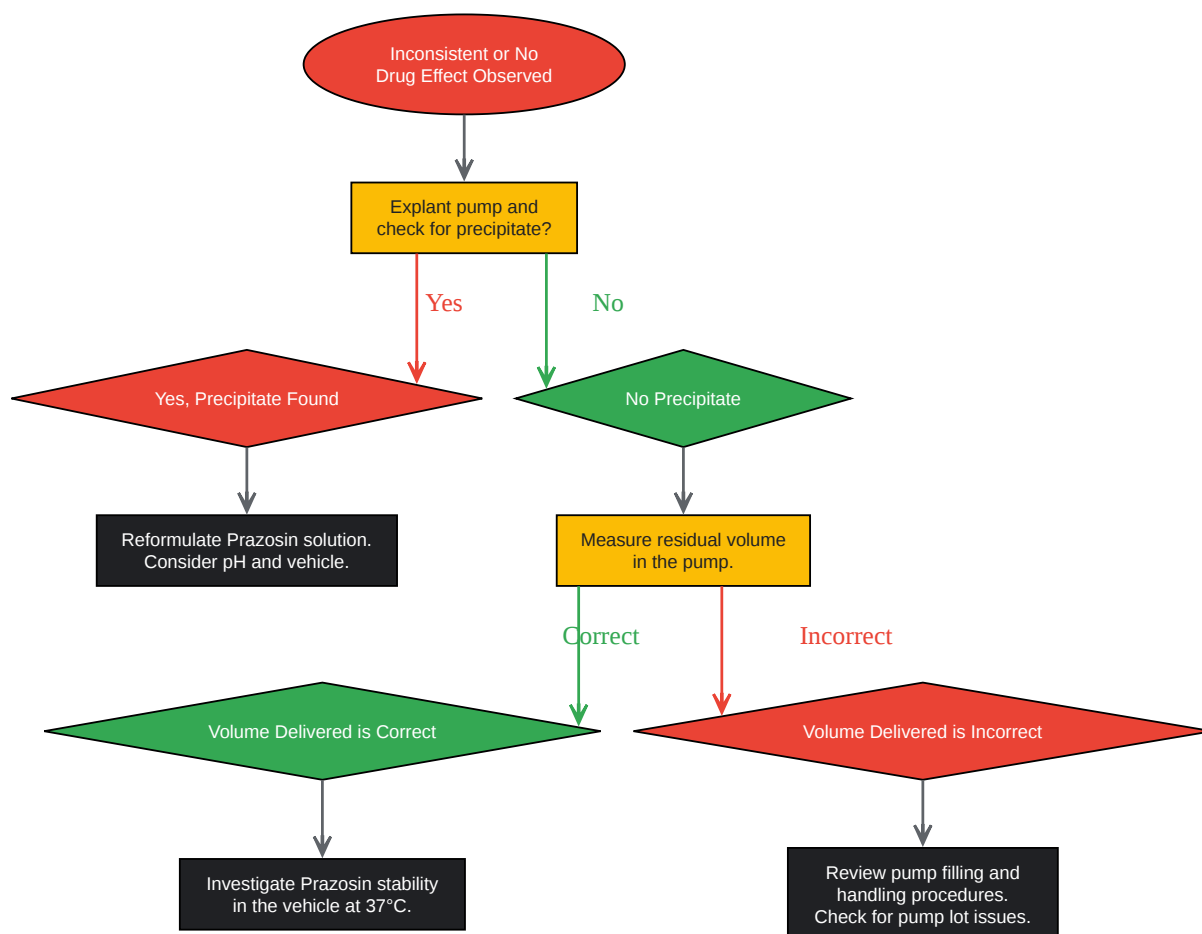 Inconsistent or No
Drug Effect Observed
Explant pump and
check for precipitate?
Yes
No
Yes, Precipitate Found
No Precipitate
Reformulate Prazosin solution.
Consider pH and vehicle.
Measure residual volume
in the pump.
Correct
Incorrect
Volume Delivered is Correct
Volume Delivered is Incorrect
Investigate Prazosin stability
in the vehicle at 37°C.
Review pump filling and
handling procedures.
Check for pump lot issues.